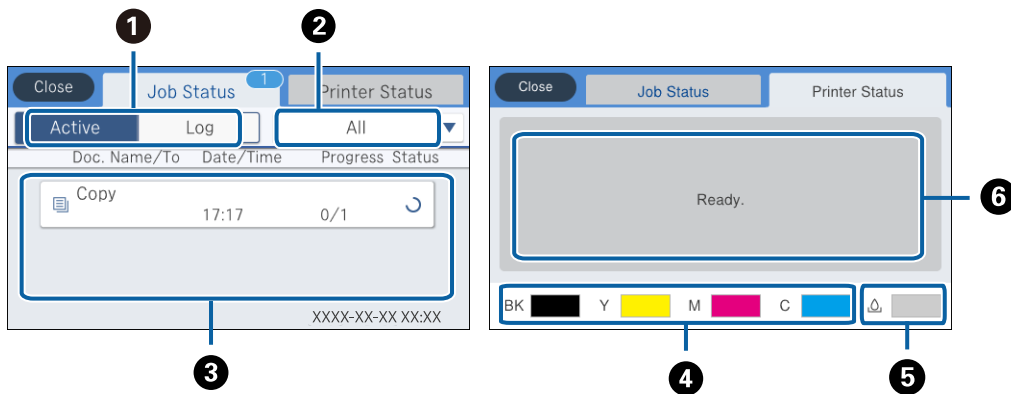 1 2
Close Job Status 1 Printer Status
Active Log All
Doc. Name/To Date/Time Progress Status
Copy
17:17 0/1
XXXX-XX-XX XX:XX
3
Close Job Status Printer Status
Ready.
6
BK Y M C
4 5